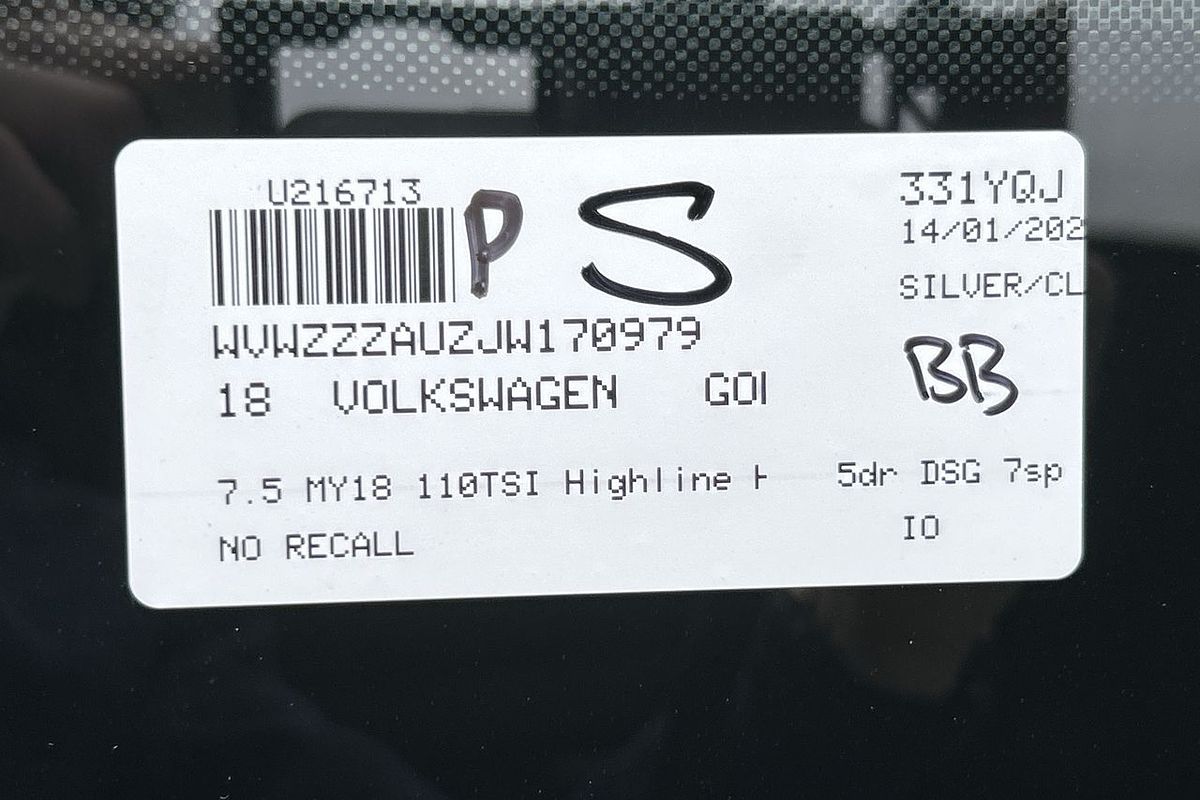 U216713
P S
331YQJ
14/01/202
SILVER/CL
WVWZZZAUZJW170979
BB
18 VOLKSWAGEN
7.5 MY18 110TSI Highline 5dr DSG 7sp
NO RECALL
IO